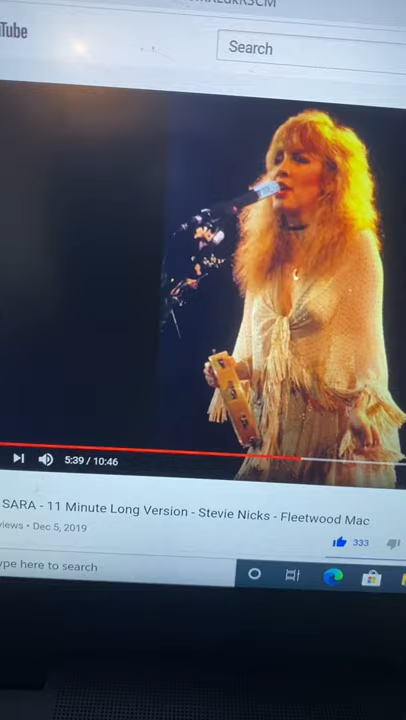 Tube
Search
5:39 / 10:46
SARA - 11 Minute Long Version - Stevie Nicks - Fleetwood Mac
iews • Dec 5, 2019
333
ype here to search